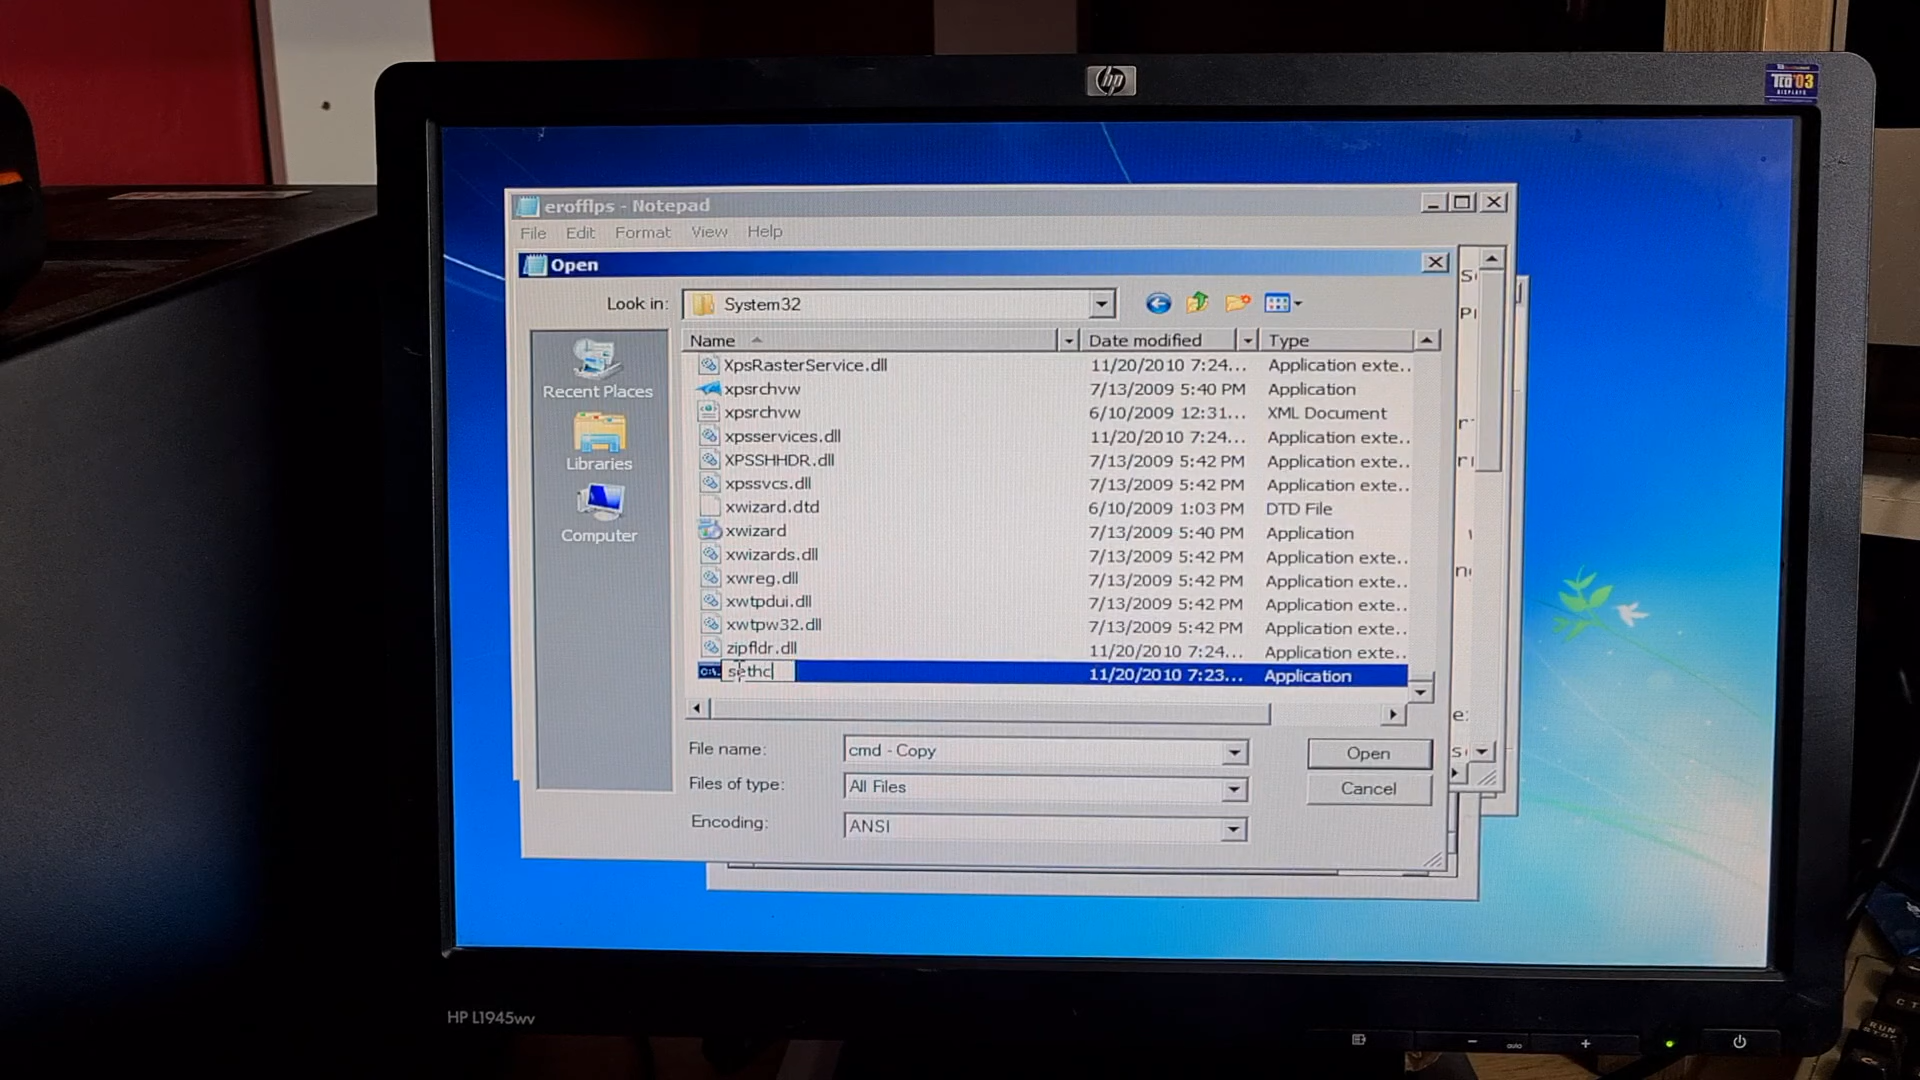 hp
TCO'03
DISPLAYS
erofflps - Notepad
File Edit Format View Help
Open
Look in: System32
Name Date modified Type
XpsRasterService.dll 11/20/2010 7:24... Application exte...
xpsrchvw 7/13/2009 5:40 PM Application
xpsrchvw 6/10/2009 12:31... XML Document
xpsservices.dll 11/20/2010 7:24... Application exte...
XPSSHHDR.dll 7/13/2009 5:42 PM Application exte...
xpssvcs.dll 7/13/2009 5:42 PM Application exte...
xwizard.dtd 6/10/2009 1:03 PM DTD File
xwizard 7/13/2009 5:40 PM Application
xwizards.dll 7/13/2009 5:42 PM Application exte...
xwreg.dll 7/13/2009 5:42 PM Application exte...
xwtpdui.dll 7/13/2009 5:42 PM Application exte...
xwtpw32.dll 7/13/2009 5:42 PM Application exte...
zipfldr.dll 11/20/2010 7:24... Application exte...
sethc 11/20/2010 7:23... Application
Recent Places
Libraries
Computer
File name: cmd - Copy
Open
Files of type: All Files
Cancel
Encoding: ANSI
HP L1945wv
auto
RUN